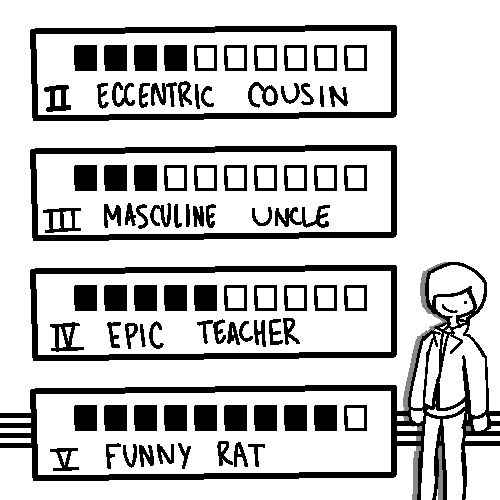 II ECCENTRIC COUSIN
III MASCULINE UNCLE
IV EPIC TEACHER
V FUNNY RAT